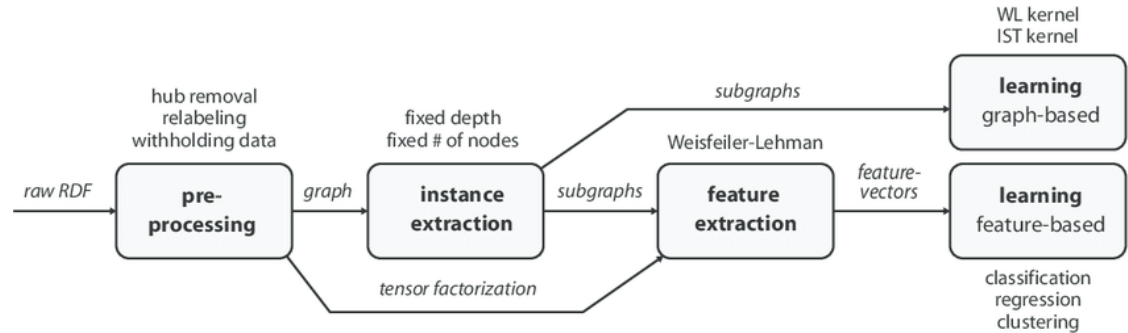 WL kernel
IST kernel
learning
graph-based
subgraphs
hub removal
relabeling
withholding data
fixed depth
fixed # of nodes
Weisfeiler-Lehman
raw RDF
pre-
processing
graph
instance
extraction
subgraphs
feature
extraction
feature-
vectors
learning
feature-based
tensor factorization
classification
regression
clustering